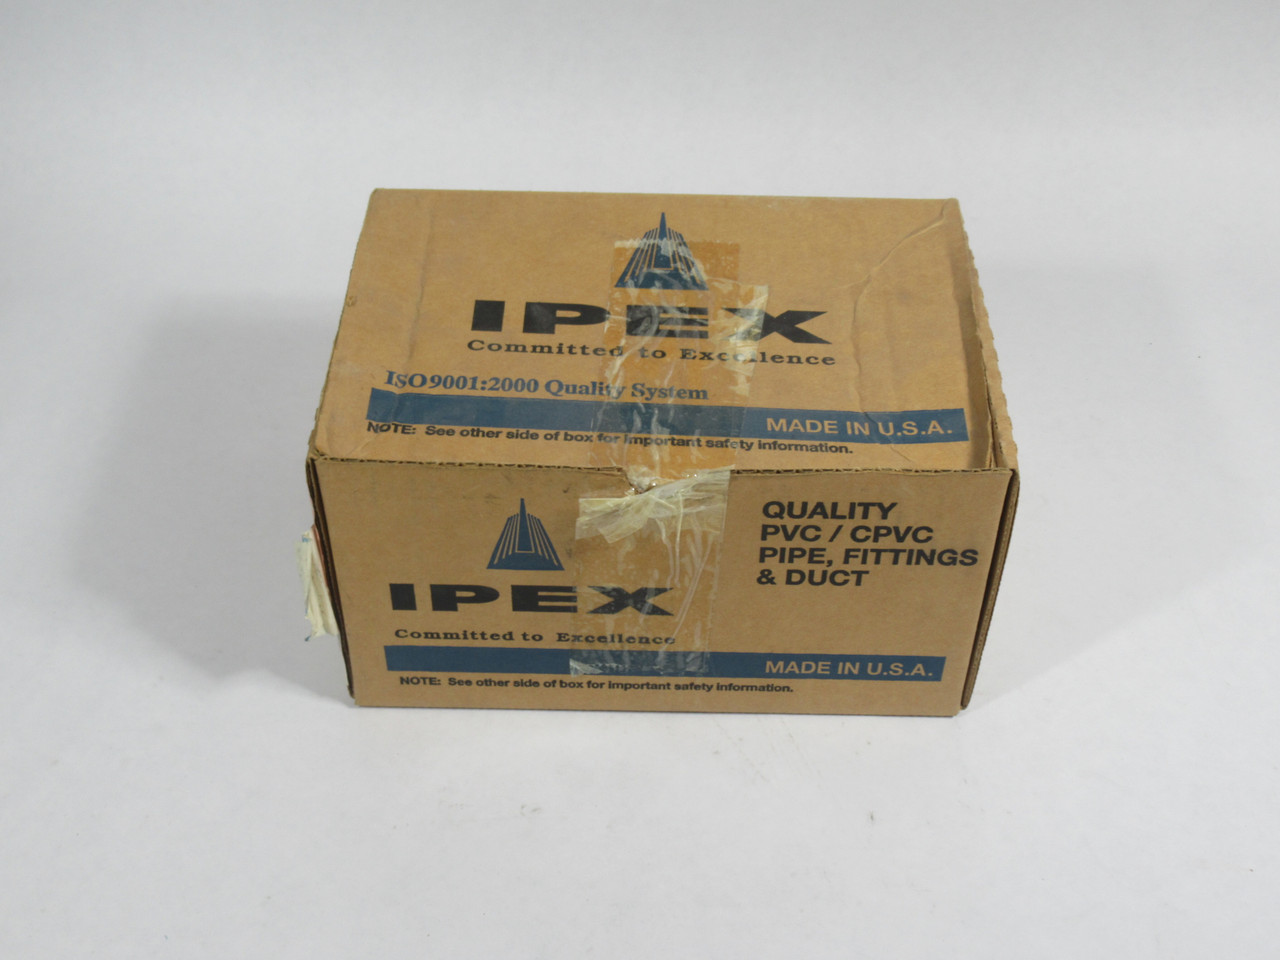 IPEX
Committed to Excellence
ISO9001:2000 Quality System
MADE IN U.S.A.
NOTE: See other side of box for important safety information.
QUALITY
PVC / CPVC
PIPE, FITTINGS
& DUCT
IPEX
Committed to Excellence
MADE IN U.S.A.
NOTE: See other side of box for important safety information.